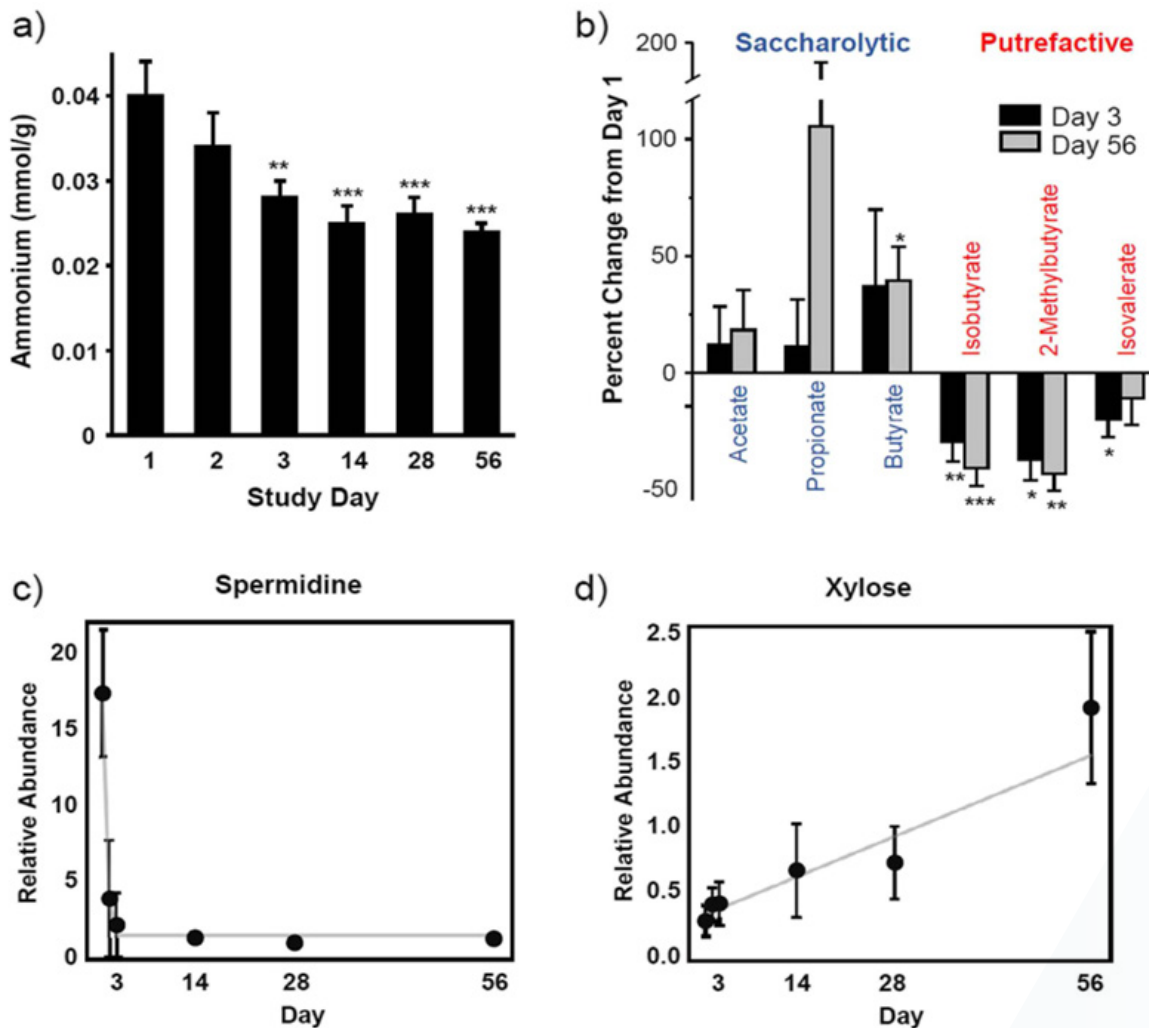 a)
Ammonium (mmol/g)
0.04
0.03
0.02
0.01
0
**
***
***
***
1 2 3 14 28 56
Study Day
b)
Percent Change from Day 1
200
100
50
0
-50
Saccharolytic Putrefactive
Day 3
Day 56
Acetate
Propionate
Butyrate
Isobutyrate
2-Methylbutyrate
Isovalerate
*
** *** * ** *
c)
Spermidine
Relative Abundance
20
15
10
5
0
3 14 28 56
Day
d)
Xylose
Relative Abundance
2.5
2.0
1.5
1.0
0.5
0.0
3 14 28 56
Day